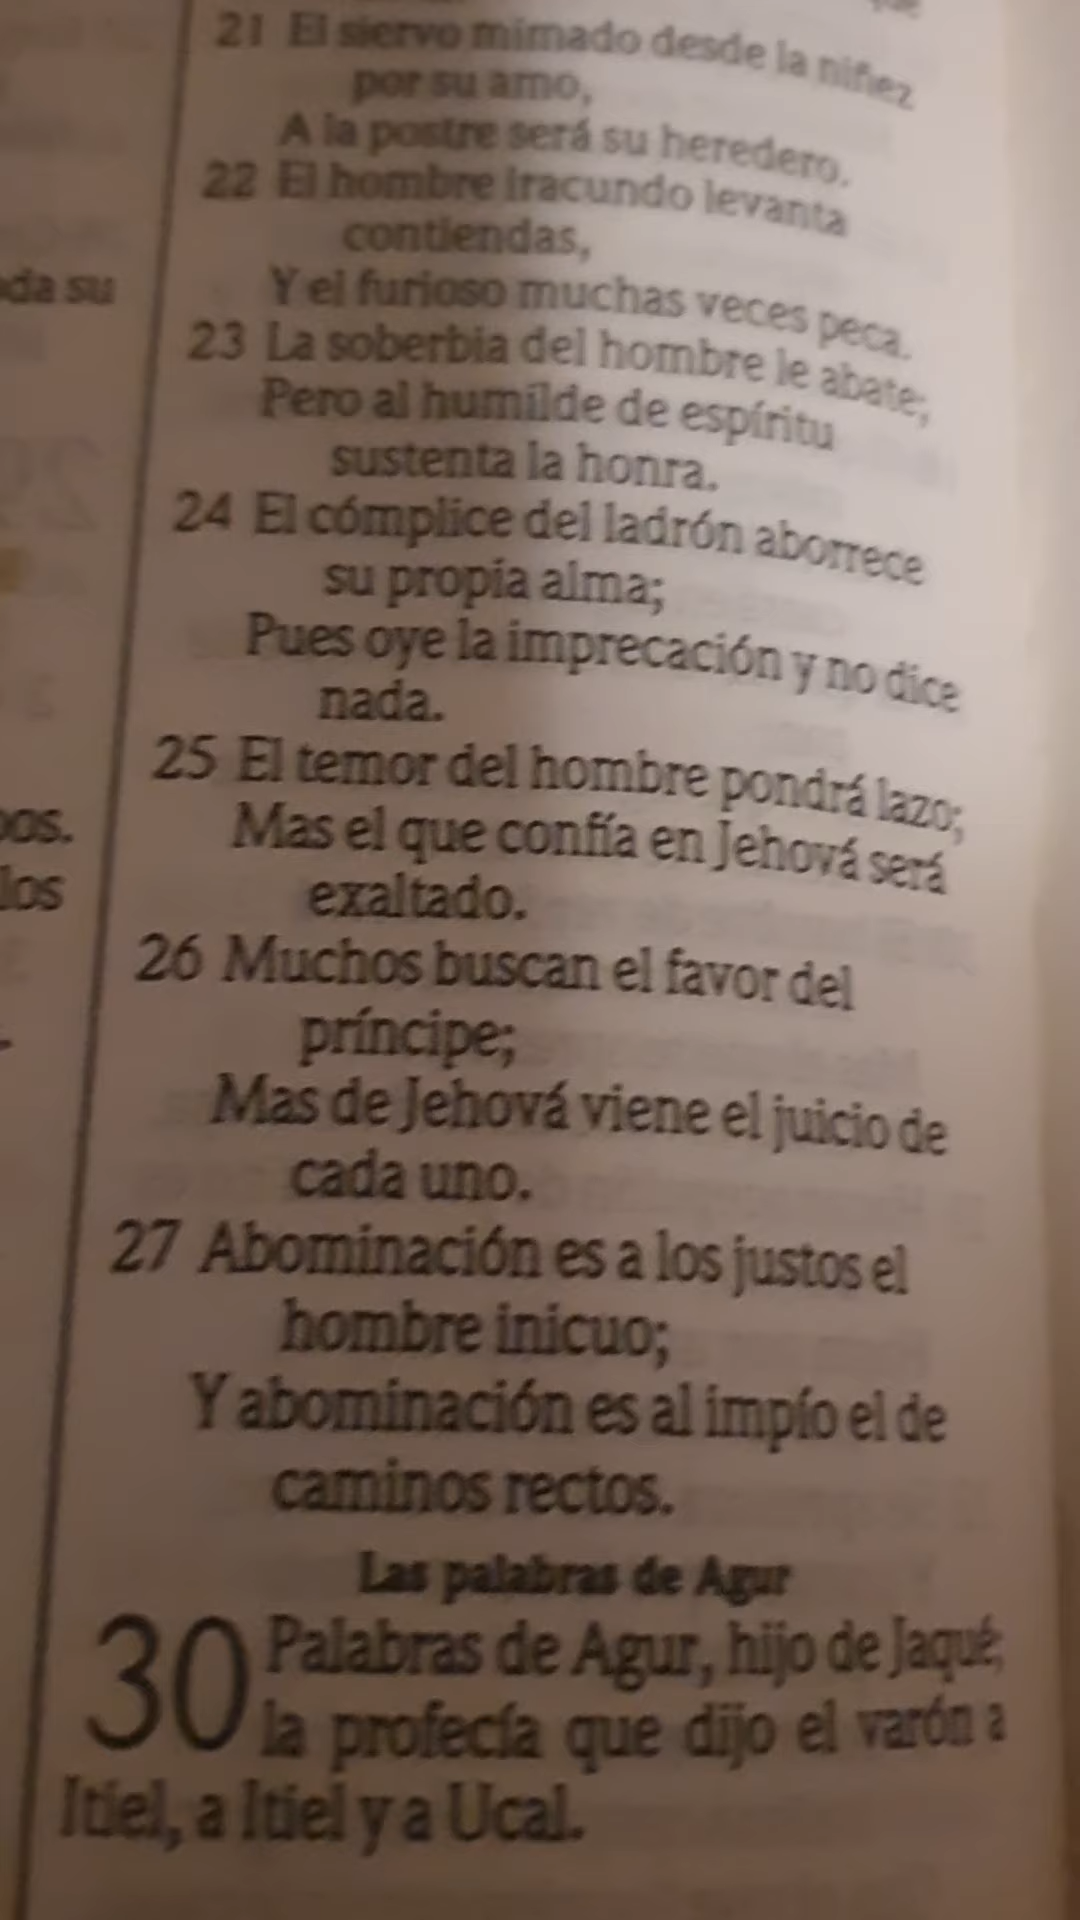 da su
os.
los
21 El siervo mimado desde la niñez
por su amo,
A la postre será su heredero.
22 El hombre iracundo levanta
contiendas,
Y el furioso muchas veces peca.
23 La soberbia del hombre le abate;
Pero al humilde de espíritu
sustenta la honra.
24 El cómplice del ladrón aborrece
su propia alma;
Pues oye la imprecación y no dice
nada.
25 El temor del hombre pondrá lazo;
Mas el que confía en Jehová será
exaltado.
26 Muchos buscan el favor del
príncipe;
Mas de Jehová viene el juicio de
cada uno.
27 Abominación es a los justos el
hombre inicuo;
Y abominación es al impío el de
caminos rectos.
Las palabras de Agur
30 Palabras de Agur, hijo de Jaqué;
la profecía que dijo el varón a
Itiel, a Itiel y a Ucal.